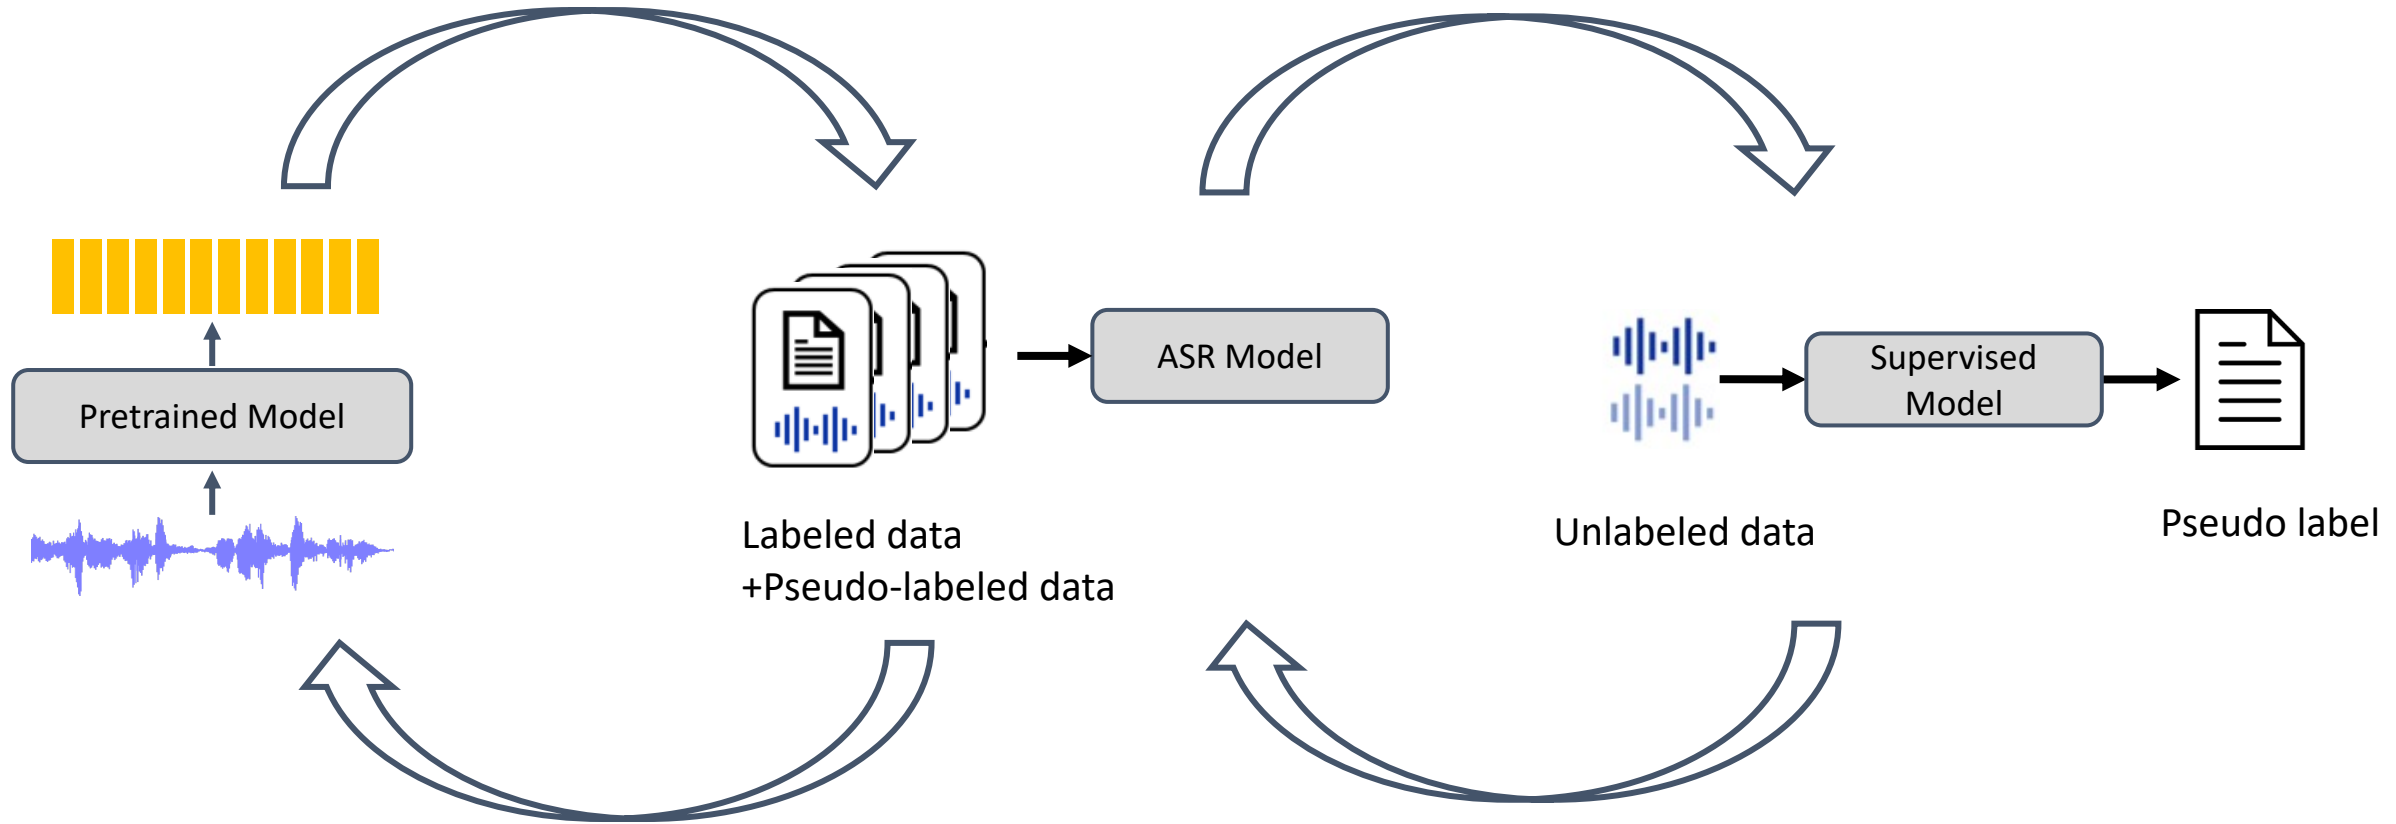 Pretrained Model
Labeled data
+Pseudo-labeled data
ASR Model
Unlabeled data
Supervised
Model
Pseudo label